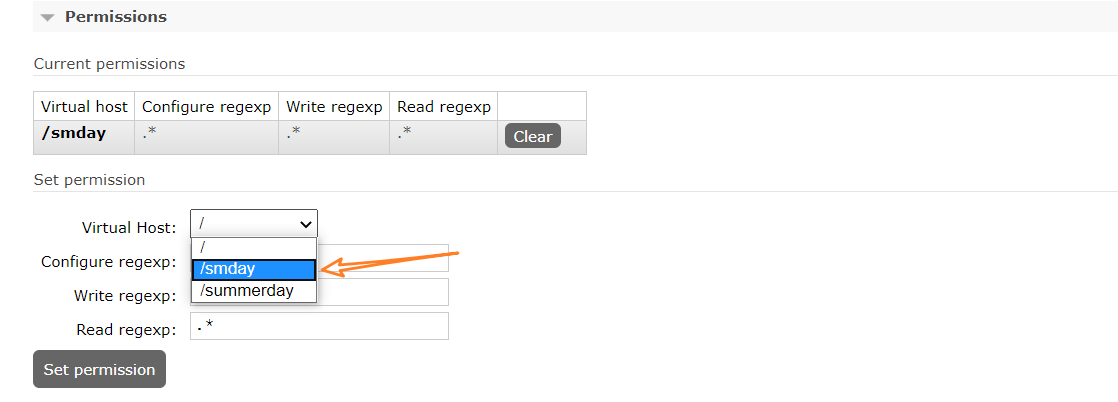 Permissions
Current permissions
Virtual host Configure regexp Write regexp Read regexp
/smday .* .* .* Clear
Set permission
Virtual Host: /
/
Configure regexp:
/smday
/summerday
Write regexp:
Read regexp: .*
Set permission